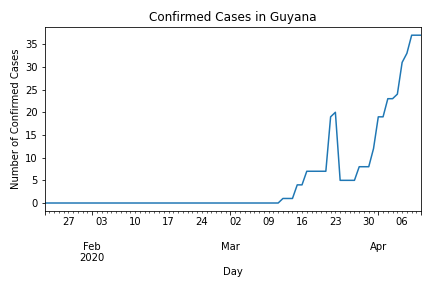 Confirmed Cases in Guyana
Number of Confirmed Cases
35
30
25
20
15
10
5
0
27 03 10 17 24 02 09 16 23 30 06
Feb Mar Apr
2020
Day